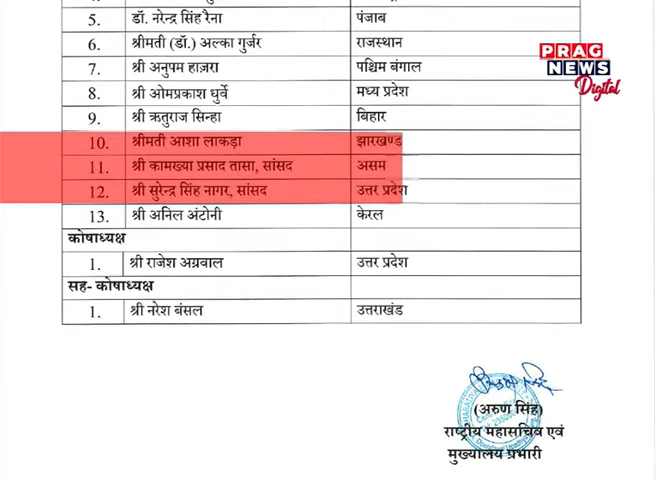 5. डॉ. नरेन्द्र सिंह रैना पंजाब
6. श्रीमती (डॉ.) अल्का गुर्जर राजस्थान
7. श्री अनुपम हाज़रा पश्चिम बंगाल
8. श्री ओमप्रकाश धुर्वे मध्य प्रदेश
9. श्री ऋतुराज सिन्हा बिहार
10. श्रीमती आशा लाकड़ा झारखण्ड
11. श्री कामख्या प्रसाद तासा, सांसद असम
12. श्री सुरेन्द्र सिंह नागर, सांसद उत्तर प्रदेश
13. श्री अनिल अंटोनी केरल
कोषाध्यक्ष
1. श्री राजेश अग्रवाल उत्तर प्रदेश
सह- कोषाध्यक्ष
1. श्री नरेश बंसल उत्तराखंड
PRAG
NEWS
Digital
(अरुण सिंह)
राष्ट्रीय महासचिव एवं
मुख्यालय प्रभारी